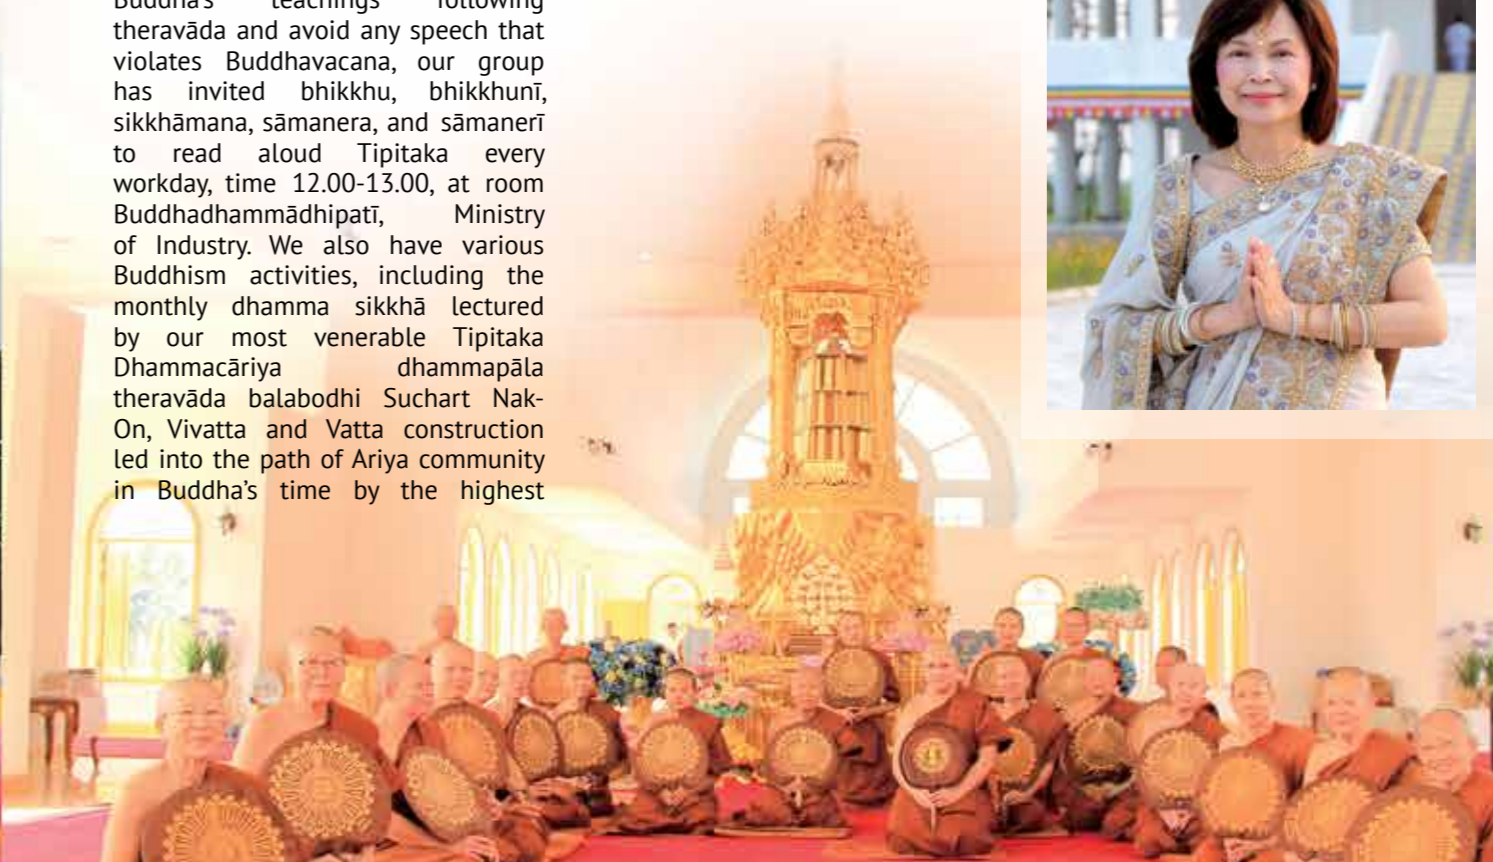 Buddha's teachings following
theravāda and avoid any speech that
violates Buddhavacana, our group
has invited bhikkhu, bhikkhunī,
sikkhāmana, sāmanera, and sāmanerī
to read aloud Tipitaka every
workday, time 12.00-13.00, at room
Buddhadhammādhipatī, Ministry
of Industry. We also have various
Buddhism activities, including the
monthly dhamma sikkhā lectured
by our most venerable Tipitaka
Dhammacāriya dhammapāla
theravāda balabodhi Suchart Nak-
On, Vivatta and Vatta construction
led into the path of Ariya community
in Buddha’s time by the highest